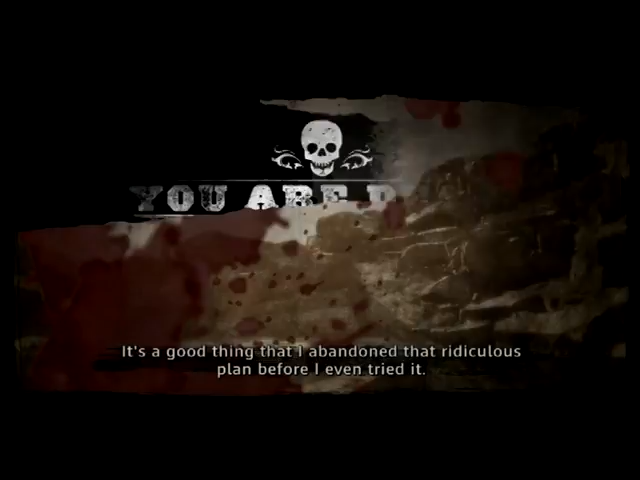 YOU ARE
It's a good thing that I abandoned that ridiculous
plan before I even tried it.